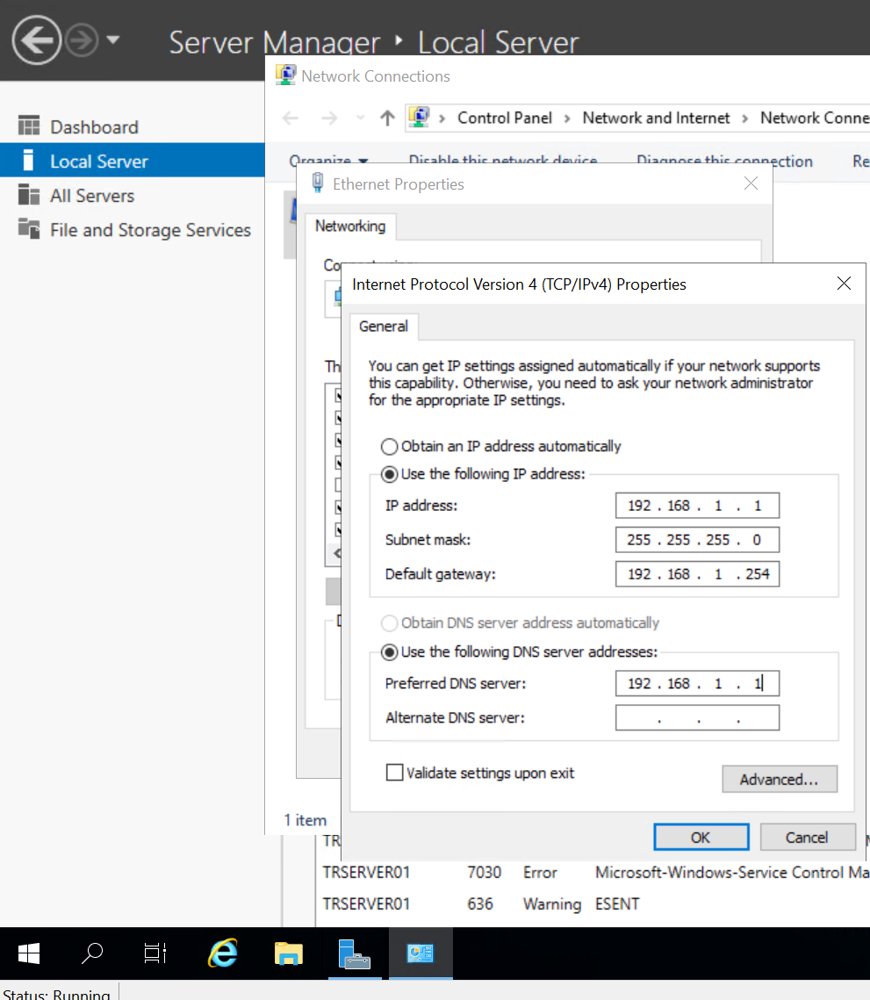 Server Manager ‣ Local Server
Network Connections
Control Panel > Network and Internet > Network Conne
Organize Disable this network device Diagnose this connection Re
Dashboard
Local Server
All Servers
File and Storage Services
Ethernet Properties
Networking
Internet Protocol Version 4 (TCP/IPv4) Properties
General
You can get IP settings assigned automatically if your network supports
this capability. Otherwise, you need to ask your network administrator
for the appropriate IP settings.
Obtain an IP address automatically
Use the following IP address:
IP address: 192 . 168 . 1 . 1
Subnet mask: 255 . 255 . 255 . 0
Default gateway: 192 . 168 . 1 . 254
Obtain DNS server address automatically
Use the following DNS server addresses:
Preferred DNS server: 192 . 168 . 1 . 1
Alternate DNS server: . . .
Validate settings upon exit
Advanced...
OK Cancel
1 item
TR
TRSERVER01 7030 Error Microsoft-Windows-Service Control Ma
TRSERVER01 636 Warning ESENT
Status: Running